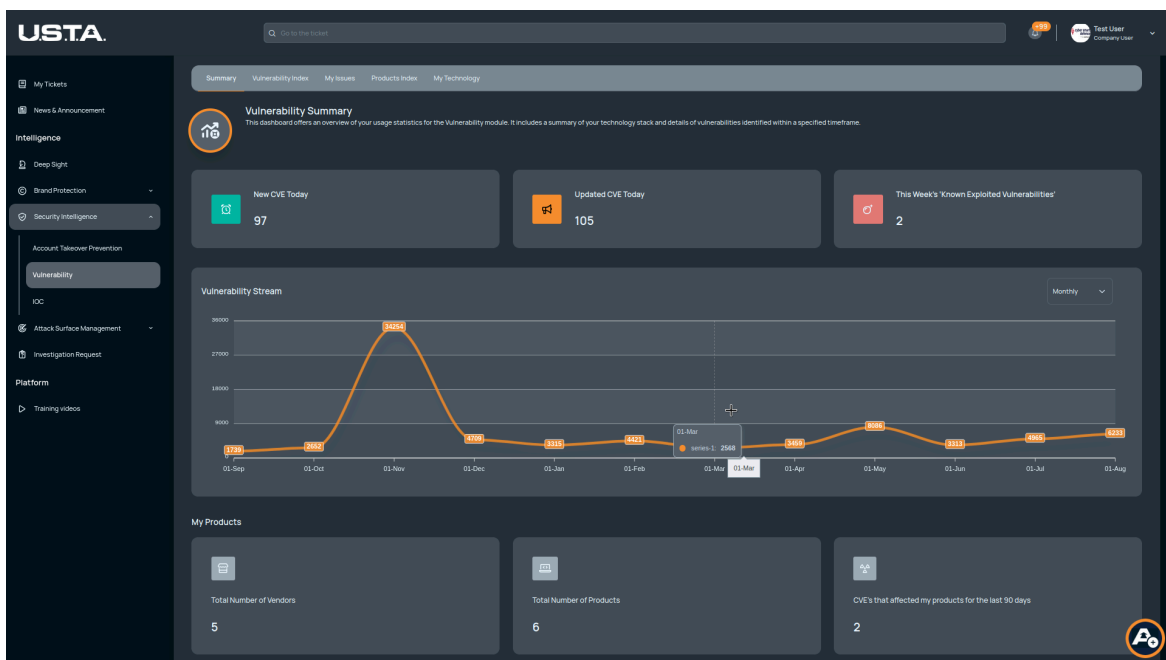 U.S.T.A.
Go to the ticket
+99
Test User
Company User
My Tickets
News & Announcement
Intelligence
Deep Sight
Brand Protection
Security Intelligence
Account Takeover Prevention
Vulnerability
IOC
Attack Surface Management
Investigation Request
Platform
Training videos
Summary Vulnerability Index My Issues Products Index My Technology
Vulnerability Summary
This dashboard offers an overview of your usage statistics for the Vulnerability module. It includes a summary of your technology stack and details of vulnerabilities identified within a specified timeframe.
New CVE Today
97
Updated CVE Today
105
This Week's 'Known Exploited Vulnerabilities'
2
Vulnerability Stream
Monthly
36000
27000
18000
9000
0
1739 2652 34254 4709 3315 4421 3459 8086 3313 4965 6233
01-Mar
series-1: 2568
01-Sep 01-Oct 01-Nov 01-Dec 01-Jan 01-Feb 01-Mar 01-Mar 01-Apr 01-May 01-Jun 01-Jul 01-Aug
My Products
Total Number of Vendors
5
Total Number of Products
6
CVE's that affected my products for the last 90 days
2